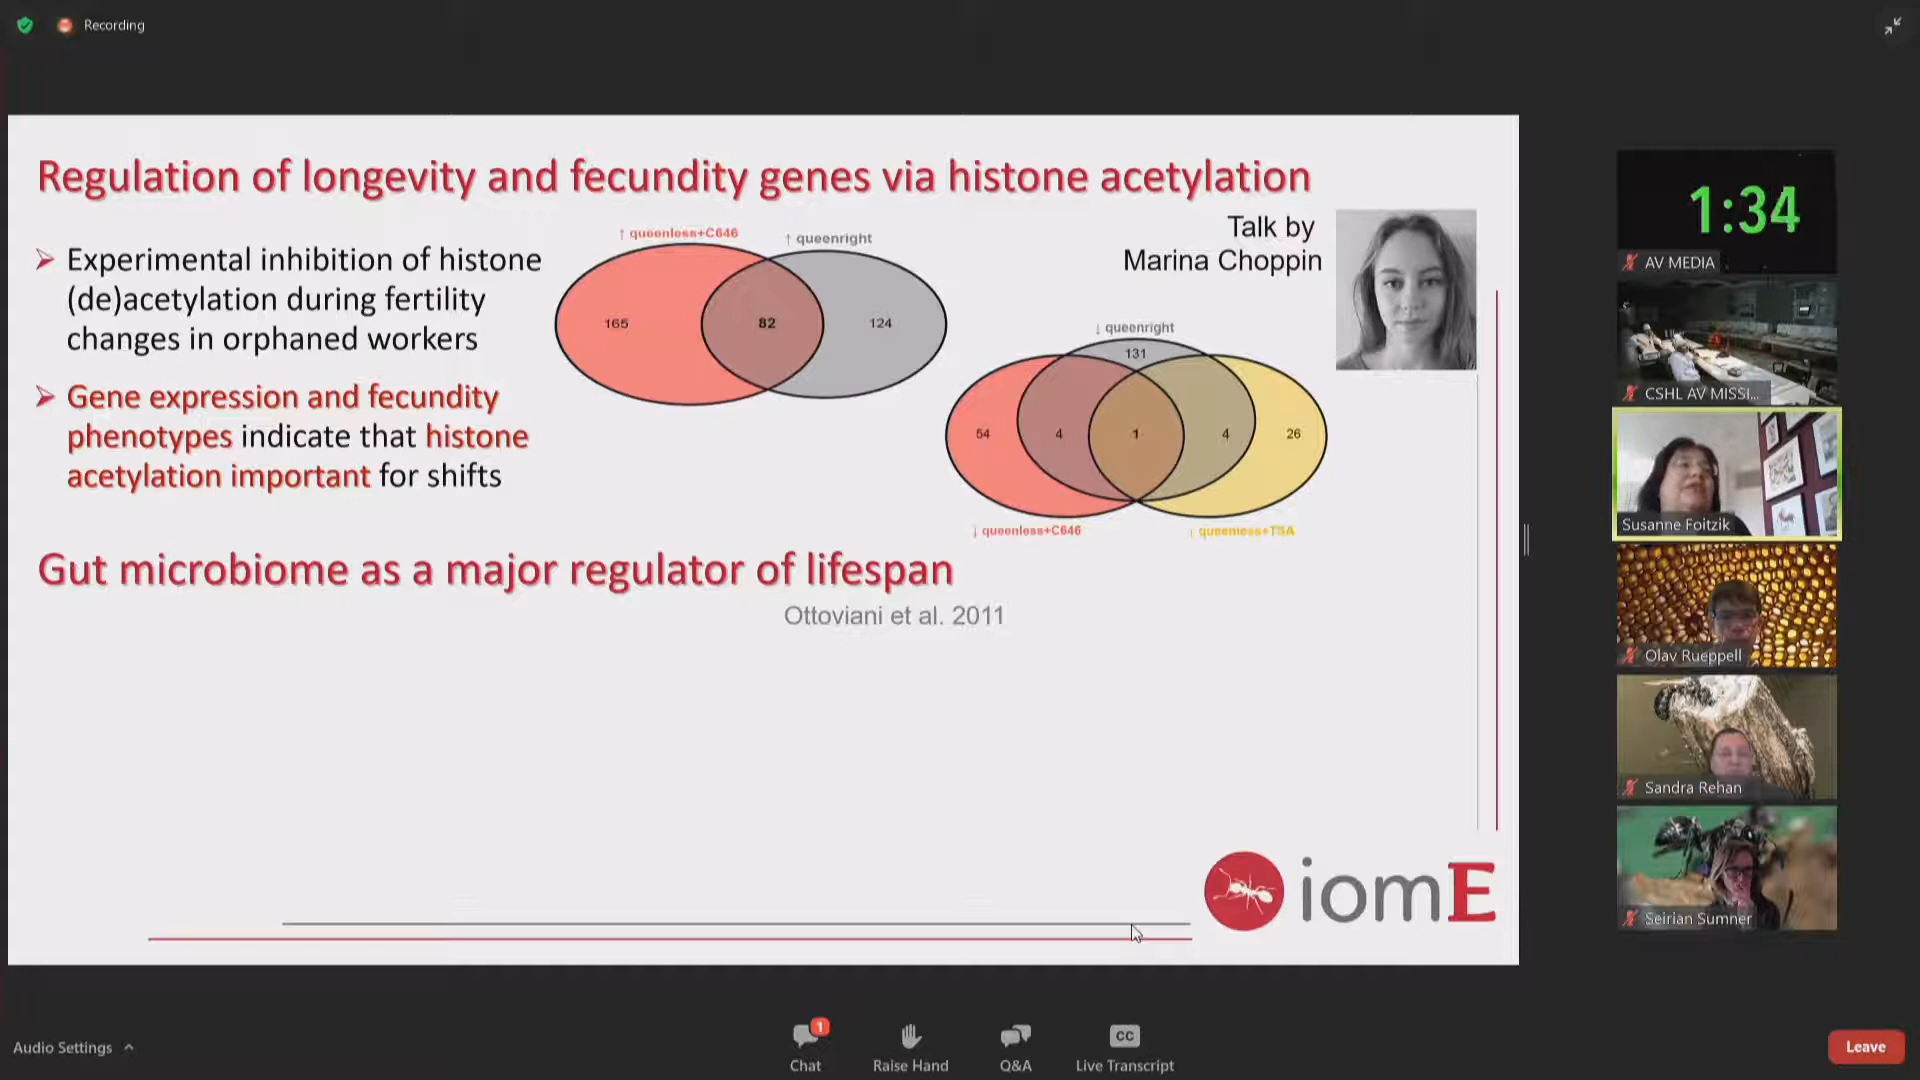 Recording
Regulation of longevity and fecundity genes via histone acetylation
Experimental inhibition of histone
(de)acetylation during fertility
changes in orphaned workers
Gene expression and fecundity
phenotypes indicate that histone
acetylation important for shifts
↑ queenless+C646
↑ queenright
165
82
124
Talk by
Marina Choppin
↓ queenright
131
54
4
1
4
26
↓ queenless+C646
↓ queenless+TSA
Gut microbiome as a major regulator of lifespan
Ottoviani et al. 2011
iomE
1:34
AV MEDIA
CSHL AV MISSI...
Susanne Foitzik
Olav Rueppell
Sandra Rehan
Seirian Sumner
Audio Settings
1
Chat
Raise Hand
Q&A
CC
Live Transcript
Leave